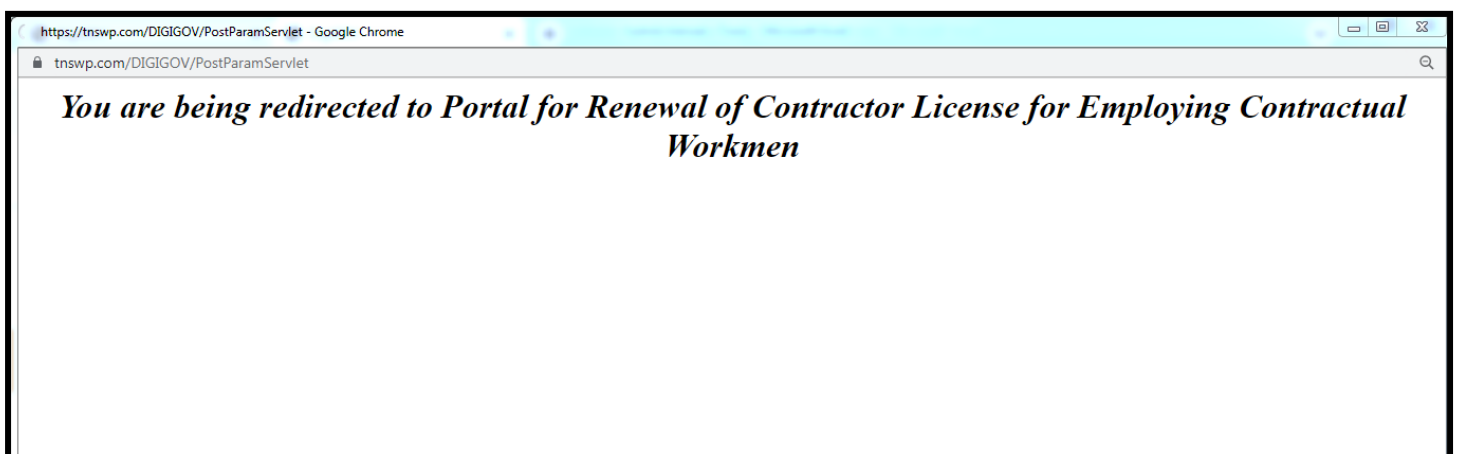 https://tnswp.com/DIGIGOV/PostParamServlet - Google Chrome
tnswp.com/DIGIGOV/PostParamServlet
You are being redirected to Portal for Renewal of Contractor License for Employing Contractual
Workmen